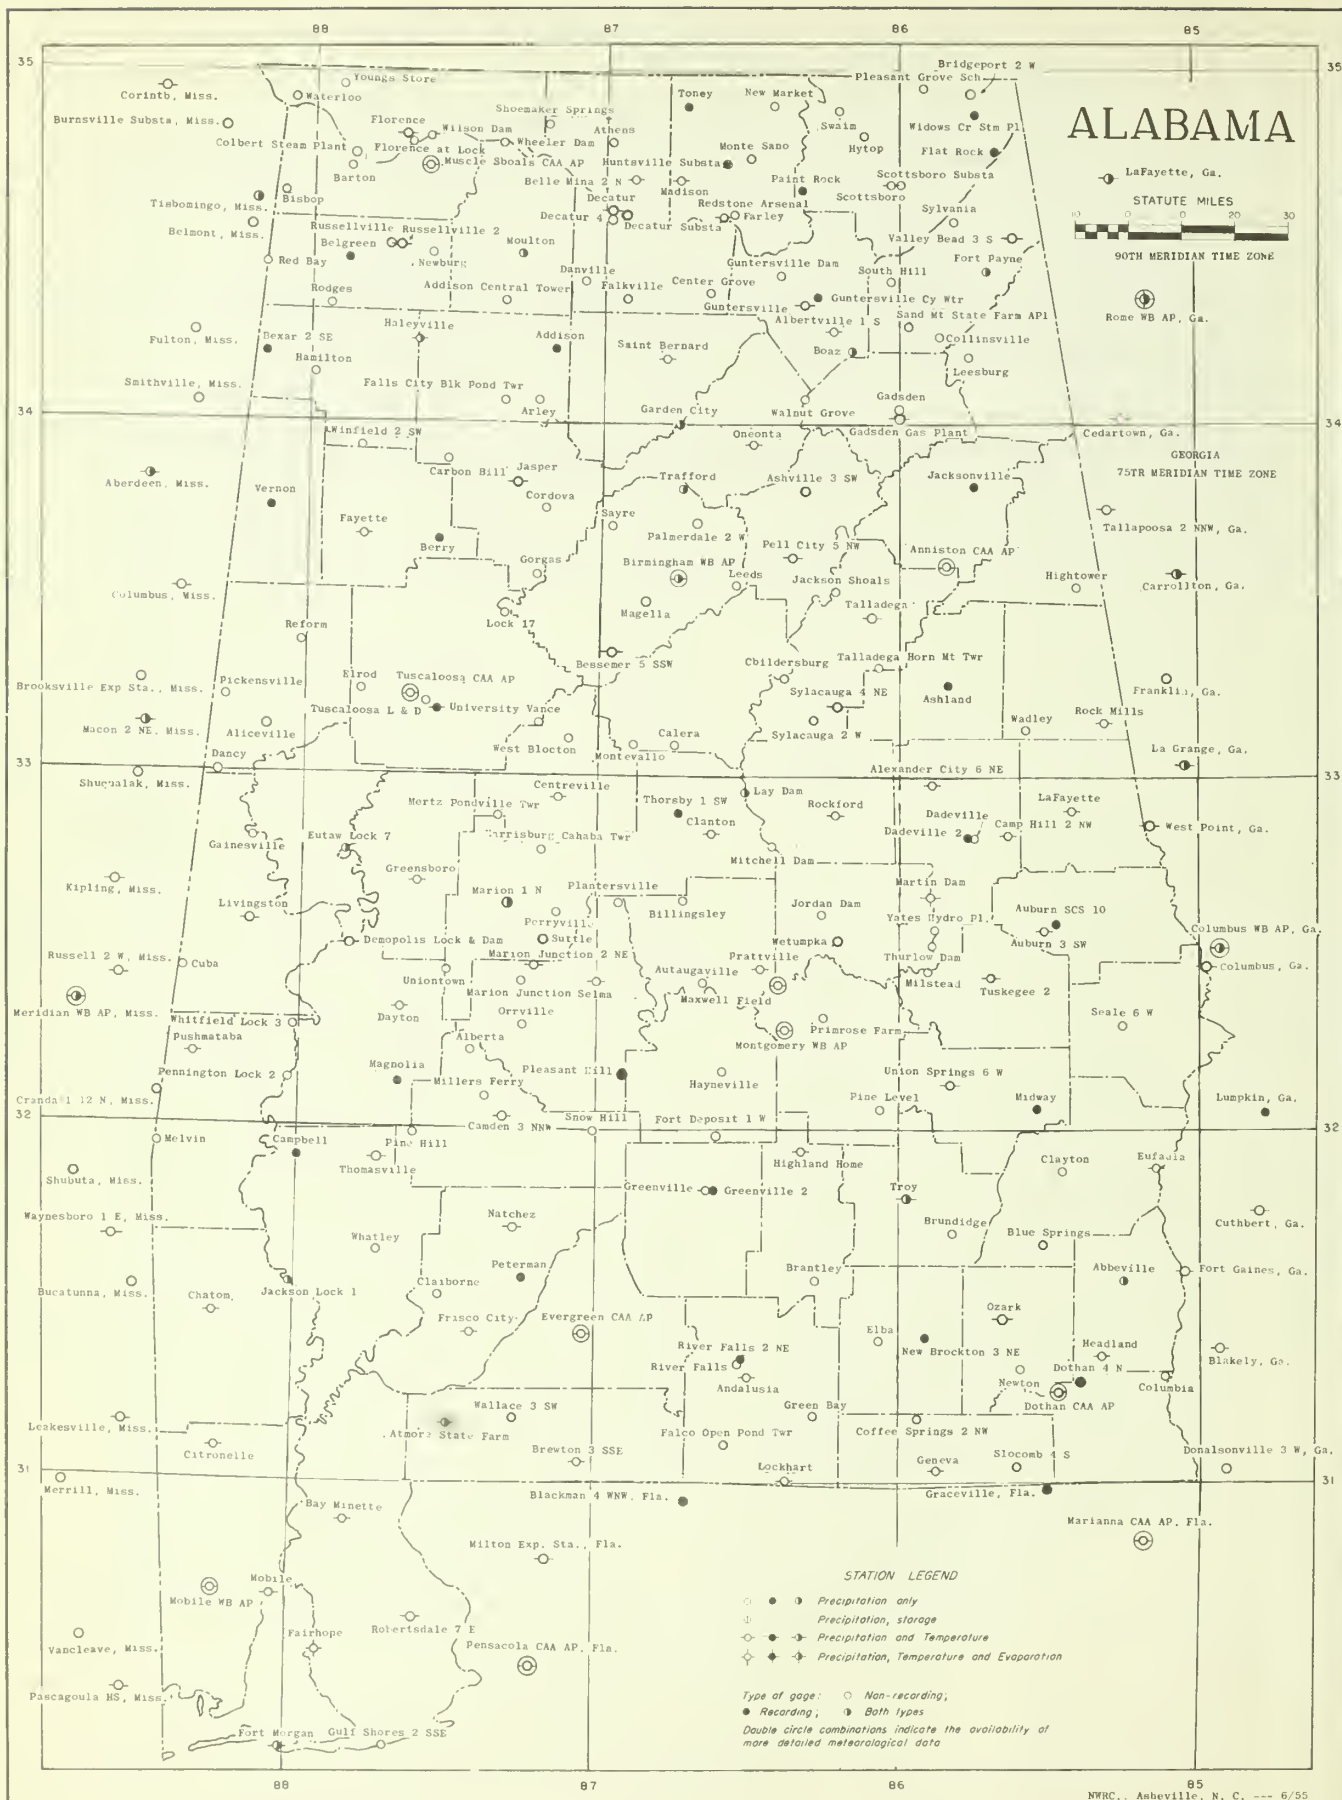 88 87 86 85
35 35
ALABAMA
Bridgeport 2 W
Pleasant Grove Sch
Youngs Store
Corinth, Miss.
Waterloo
Toney
New Market
Shoemaker Springs
Burnsville Substa, Miss.
Florence
Wilson Dam
Athens
Swaim
Widows Cr Stm Pl
Colbert Steam Plant
Florence at Lock
Wheeler Dam
Monte Sano
Hytop
Flat Rock
Barton
Muscle Shoals CAA AP
Huntsville Substa
LaFayette, Ga.
Belle Mina 2 N
Madison
Paint Rock
Scottsboro Substa
Scottsboro
STATUTE MILES
10 0 10 20 30
90TH MERIDIAN TIME ZONE
Tishomingo, Miss.
Bisbop
Decatur
Redstone Arsenal
Decatur 4
Farley
Sylvania
Belmont, Miss.
Russellville
Russellville 2
Decatur Substa
Belgreen
Moulton
Valley Head 3 S
Newburg
Red Bay
Danville
Guntersville Dam
South Hill
Fort Payne
Hodges
Addison Central Tower
Falkville
Center Grove
Guntersville
Guntersville Cy Wtr
Rome WB AP, Ga.
Haleyville
Albertville 1 S
Sand Mt State Farm AP1
Fulton, Miss.
Bexar 2 SE
Addison
Saint Bernard
Boaz
Collinsville
Hamilton
Leesburg
Smithville, Miss.
Falls City Blk Pond Twr
Arley
Garden City
Walnut Grove
Gadsden
34 34
Winfield 2 SW
Oneonta
Gadsden Gas Plant
Cedartown, Ga.
GEORGIA
75TH MERIDIAN TIME ZONE
Aberdeen, Miss.
Carbon Hill
Jasper
Trafford
Ashville 3 SW
Jacksonville
Vernon
Cordova
Fayette
Sayre
Palmerdale 2 W
Tallapoosa 2 NNW, Ga.
Berry
Pell City 5 NW
Anniston CAA AP
Gorgas
Birmingham WB AP
Leeds
Jackson Shoals
Hightower
Columbus, Miss.
Carrollton, Ga.
Lock 17
Magella
Talladega
Reform
Bessemer 5 SSW
Childersburg
Talladega Horn Mt Twr
Brooksville Exp Sta., Miss.
Pickensville
Elrod
Tuscaloosa CAA AP
Sylacauga 4 NE
Ashland
Franklin, Ga.
Tuscaloosa L & D
University
Vance
Macon 2 NE, Miss.
Aliceville
Wadley
Rock Mills
West Blocton
Calera
Sylacauga 2 W
Dancy
Montevallo
La Grange, Ga.
33 33
Shuqualak, Miss.
Alexander City 6 NE
Centreville
Lay Dam
Mertz Pondville Twr
Thorsby 1 SW
Rockford
LaFayette
Clanton
Dadeville
Camp Hill 2 NW
West Point, Ga.
Gainesville
Eutaw Lock 7
Harrisburg Cahaba Twr
Dadeville 2
Mitchell Dam
Greensboro
Kipling, Miss.
Martin Dam
Marion 1 N
Plantersville
Billingsley
Jordan Dam
Livingston
Perryville
Yates Hydro Pl.
Auburn SCS 10
Demopolis Lock & Dam
Suttle
Wetumpka
Auburn 3 SW
Columbus WB AP, Ga.
Russell 2 W, Miss.
Cuba
Marion Junction 2 NE
Prattville
Thurlow Dam
Columbus, Ga.
Uniontown
Marion Junction
Selma
Autaugaville
Maxwell Field
Milstead
Tuskegee 2
Meridian WB AP, Miss.
Whitfield Lock 3
Dayton
Orrville
Primrose Farm
Seale 6 W
Pushmataba
Alberta
Montgomery WB AP
Pennington Lock 2
Magnolia
Millers Ferry
Pleasant Hill
Hayneville
Union Springs 6 W
Crandall 12 N, Miss.
Pine Level
Midway
Lumpkin, Ga.
32 32
Camden 3 NNW
Snow Hill
Fort Deposit 1 W
Melvin
Campbell
Pine Hill
Thomasville
Highland Home
Clayton
Eufaula
Shubuta, Miss.
Greenville
Greenville 2
Troy
Waynesboro 1 E, Miss.
Natchez
Brundidge
Blue Springs
Cuthbert, Ga.
Whatley
Peterman
Claiborne
Brantley
Abbeville
Fort Gaines, Ga.
Bucatunna, Miss.
Chatom
Jackson Lock 1
Frisco City
Evergreen CAA AP
Ozark
Elba
River Falls 2 NE
New Brockton 3 NE
Headland
Blakely, Ga.
River Falls
Andalusia
Newton
Dothan 4 N
Columbia
Dothan CAA AP
Leakesville, Miss.
Wallace 3 SW
Green Bay
Atmore State Farm
Falco Open Pond Twr
Coffee Springs 2 NW
Citronelle
Brewton 3 SSE
Geneva
Slocomb 4 S
Donalsonville 3 W, Ga.
31 31
Merrill, Miss.
Lockhart
Blackman 4 WNW, Fla.
Graceville, Fla.
Bay Minette
Marianna CAA AP, Fla.
Milton Exp. Sta., Fla.
Mobile
Mobile WB AP
Vancleave, Miss.
Fairhope
Robertsdale 7 E
Pensacola CAA AP, Fla.
Pascagoula HS, Miss.
Fort Morgan
Gulf Shores 2 SSE
STATION LEGEND
Precipitation only
Precipitation, storage
Precipitation and Temperature
Precipitation, Temperature and Evaporation
Type of gage: Non-recording;
Recording; Both types
Double circle combinations indicate the availability of
more detailed meteorological data
88 87 86 85
NWRC., Asheville, N. C. --- 6/55